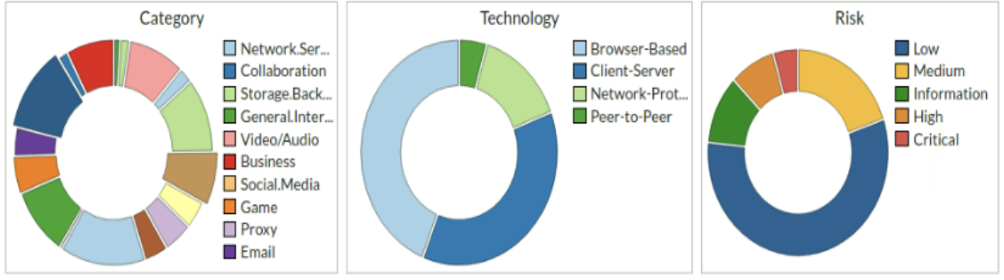 Category
Network.Ser...
Collaboration
Storage.Back...
General.Inter...
Video/Audio
Business
Social.Media
Game
Proxy
Email
Technology
Browser-Based
Client-Server
Network-Prot...
Peer-to-Peer
Risk
Low
Medium
Information
High
Critical